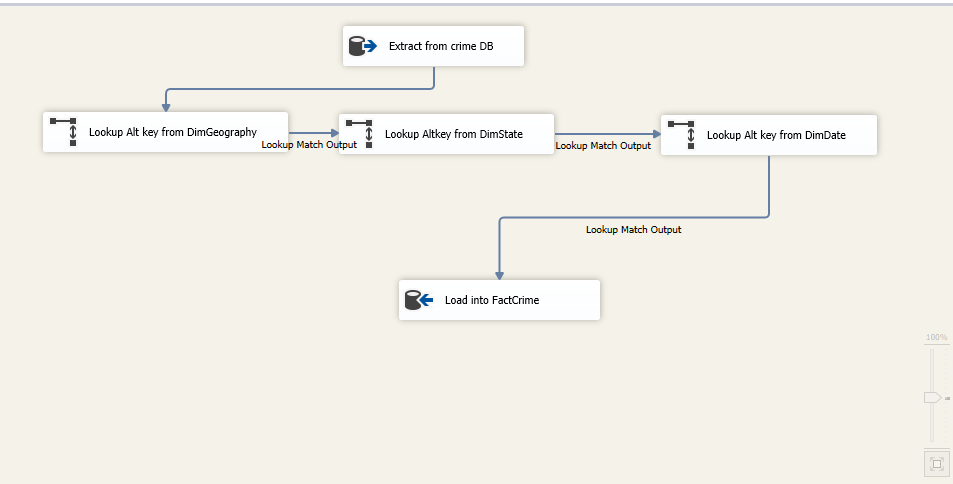 Extract from crime DB
Lookup Alt key from DimGeography
Lookup Match Output
Lookup Altkey from DimState
Lookup Match Output
Lookup Alt key from DimDate
Lookup Match Output
Load into FactCrime
100%